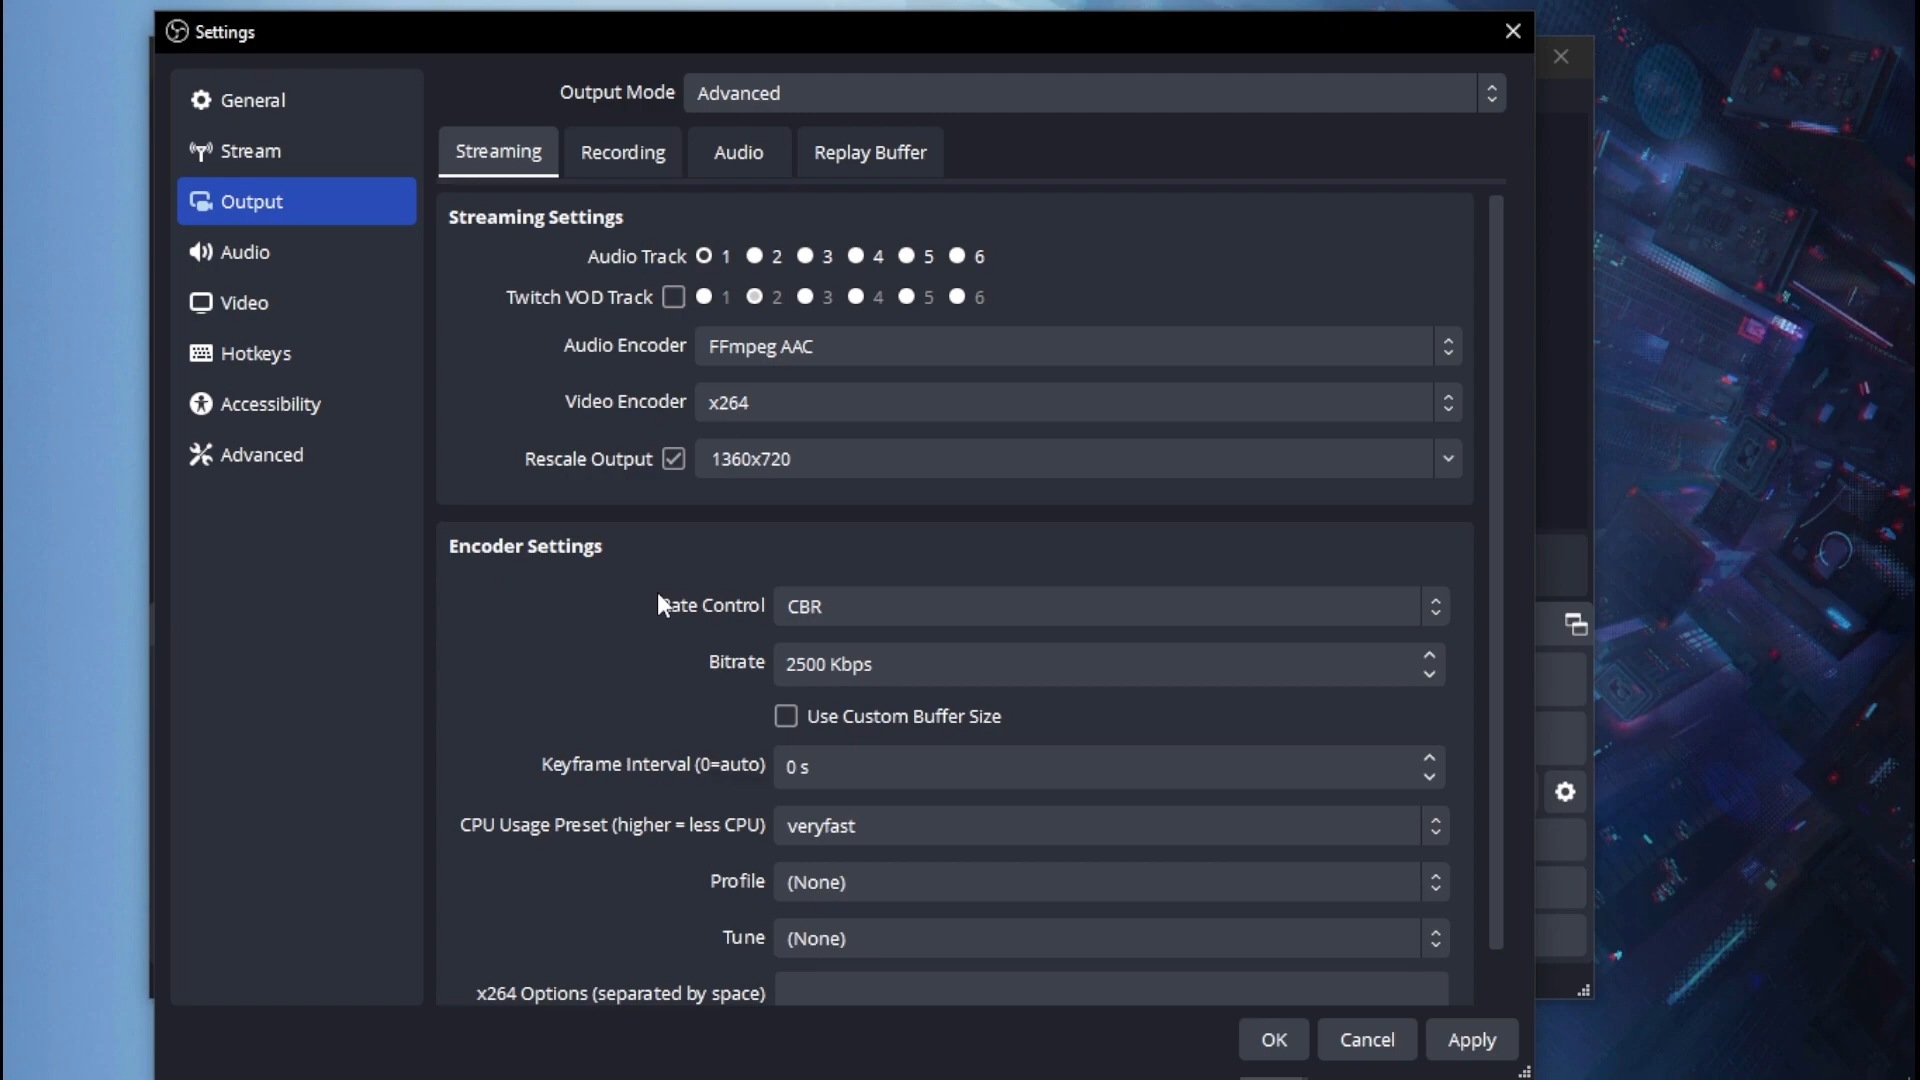 Settings
General
Stream
Output
Audio
Video
Hotkeys
Accessibility
Advanced
Output Mode Advanced
Streaming Recording Audio Replay Buffer
Streaming Settings
Audio Track 1 2 3 4 5 6
Twitch VOD Track 1 2 3 4 5 6
Audio Encoder FFmpeg AAC
Video Encoder x264
Rescale Output 1360x720
Encoder Settings
Rate Control CBR
Bitrate 2500 Kbps
Use Custom Buffer Size
Keyframe Interval (0=auto) 0 s
CPU Usage Preset (higher = less CPU) veryfast
Profile (None)
Tune (None)
x264 Options (separated by space)
OK Cancel Apply